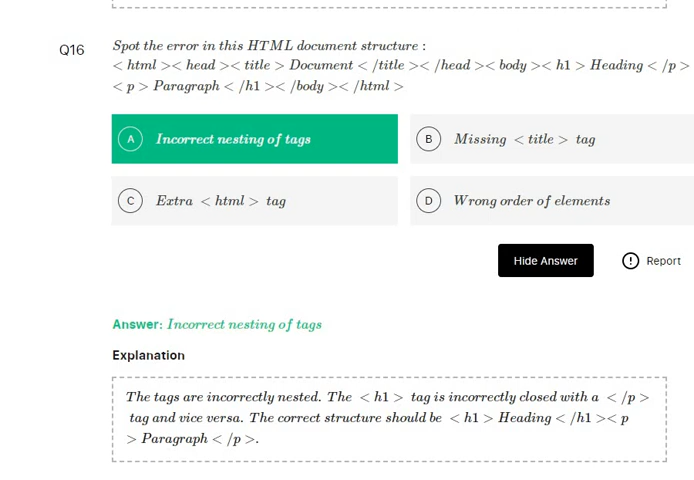 Q16
Spot the error in this HTML document structure :
< html >< head >< title > Document < /title >< /head >< body >< h1 > Heading < /p >
< p > Paragraph < /h1 >< /body >< /html >
A Incorrect nesting of tags
B Missing < title > tag
C Extra < html > tag
D Wrong order of elements
Hide Answer
! Report
Answer: Incorrect nesting of tags
Explanation
The tags are incorrectly nested. The < h1 > tag is incorrectly closed with a < /p >
tag and vice versa. The correct structure should be < h1 > Heading < /h1 >< p
> Paragraph < /p >.